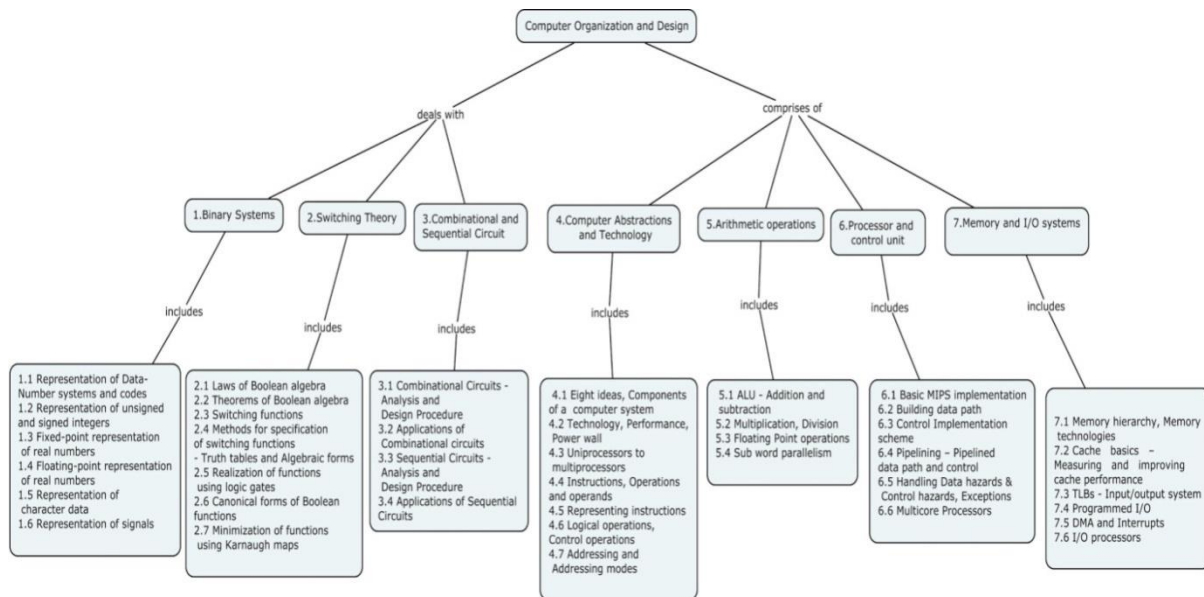 Computer Organization and Design
deals with
comprises of
1.Binary Systems
2.Switching Theory
3.Combinational and
Sequential Circuit
4.Computer Abstractions
and Technology
5.Arithmetic operations
6.Processor and
control unit
7.Memory and I/O systems
includes
includes
includes
includes
includes
includes
includes
1.1 Representation of Data-
Number systems and codes
1.2 Representation of unsigned
and signed integers
1.3 Fixed-point representation
of real numbers
1.4 Floating-point representation
of real numbers
1.5 Representation of
character data
1.6 Representation of signals
2.1 Laws of Boolean algebra
2.2 Theorems of Boolean algebra
2.3 Switching functions
2.4 Methods for specification
of switching functions
- Truth tables and Algebraic forms
2.5 Realization of functions
using logic gates
2.6 Canonical forms of Boolean
functions
2.7 Minimization of functions
using Karnaugh maps
3.1 Combinational Circuits -
Analysis and
Design Procedure
3.2 Applications of
Combinational circuits
3.3 Sequential Circuits -
Analysis and
Design Procedure
3.4 Applications of Sequential
Circuits
4.1 Eight ideas, Components
of a computer system
4.2 Technology, Performance,
Power wall
4.3 Uniprocessors to
multiprocessors
4.4 Instructions, Operations and
operands
4.5 Representing instructions
4.6 Logical operations,
Control operations
4.7 Addressing and
Addressing modes
5.1 ALU - Addition and
subtraction
5.2 Multiplication, Division
5.3 Floating Point operations
5.4 Sub word parallelism
6.1 Basic MIPS implementation
6.2 Building data path
6.3 Control Implementation
scheme
6.4 Pipelining – Pipelined
data path and control
6.5 Handling Data hazards &
Control hazards, Exceptions
6.6 Multicore Processors
7.1 Memory hierarchy, Memory
technologies
7.2 Cache basics –
Measuring and improving
cache performance
7.3 TLBs - Input/output system
7.4 Programmed I/O
7.5 DMA and Interrupts
7.6 I/O processors